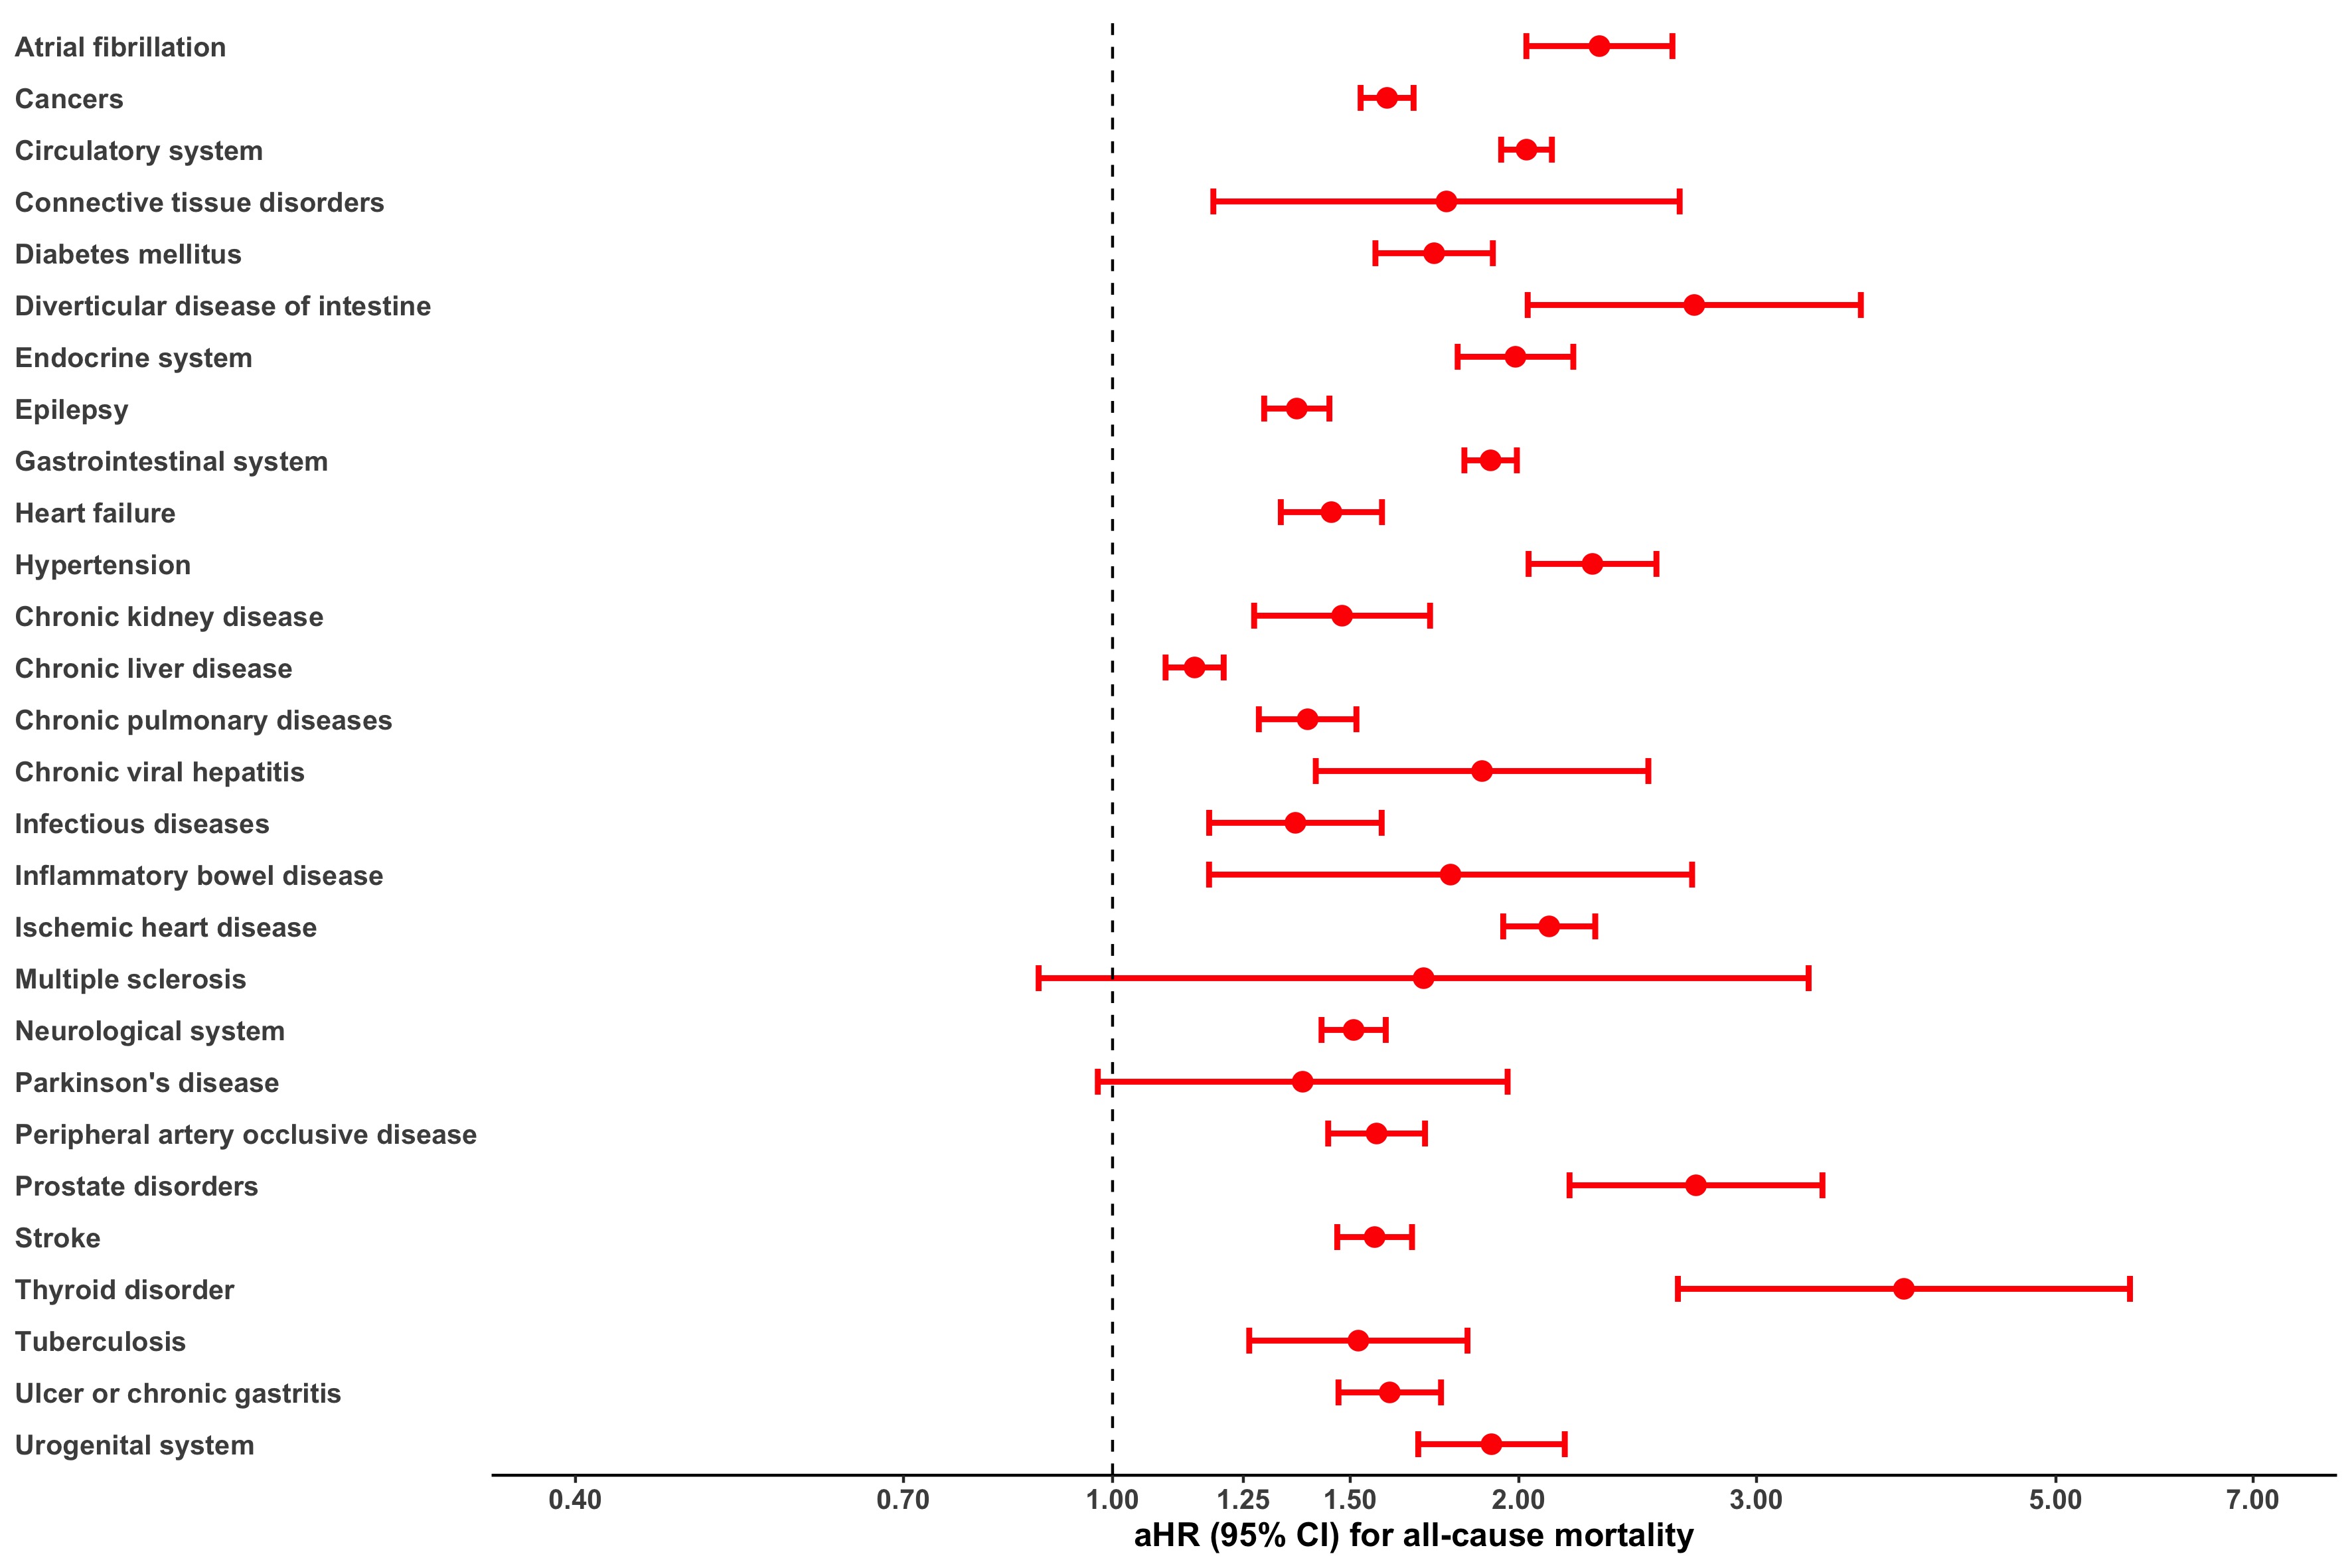 Atrial fibrillation
Cancers
Circulatory system
Connective tissue disorders
Diabetes mellitus
Diverticular disease of intestine
Endocrine system
Epilepsy
Gastrointestinal system
Heart failure
Hypertension
Chronic kidney disease
Chronic liver disease
Chronic pulmonary diseases
Chronic viral hepatitis
Infectious diseases
Inflammatory bowel disease
Ischemic heart disease
Multiple sclerosis
Neurological system
Parkinson's disease
Peripheral artery occlusive disease
Prostate disorders
Stroke
Thyroid disorder
Tuberculosis
Ulcer or chronic gastritis
Urogenital system
0.40 0.70 1.00 1.25 1.50 2.00 3.00 5.00 7.00
aHR (95% CI) for all-cause mortality